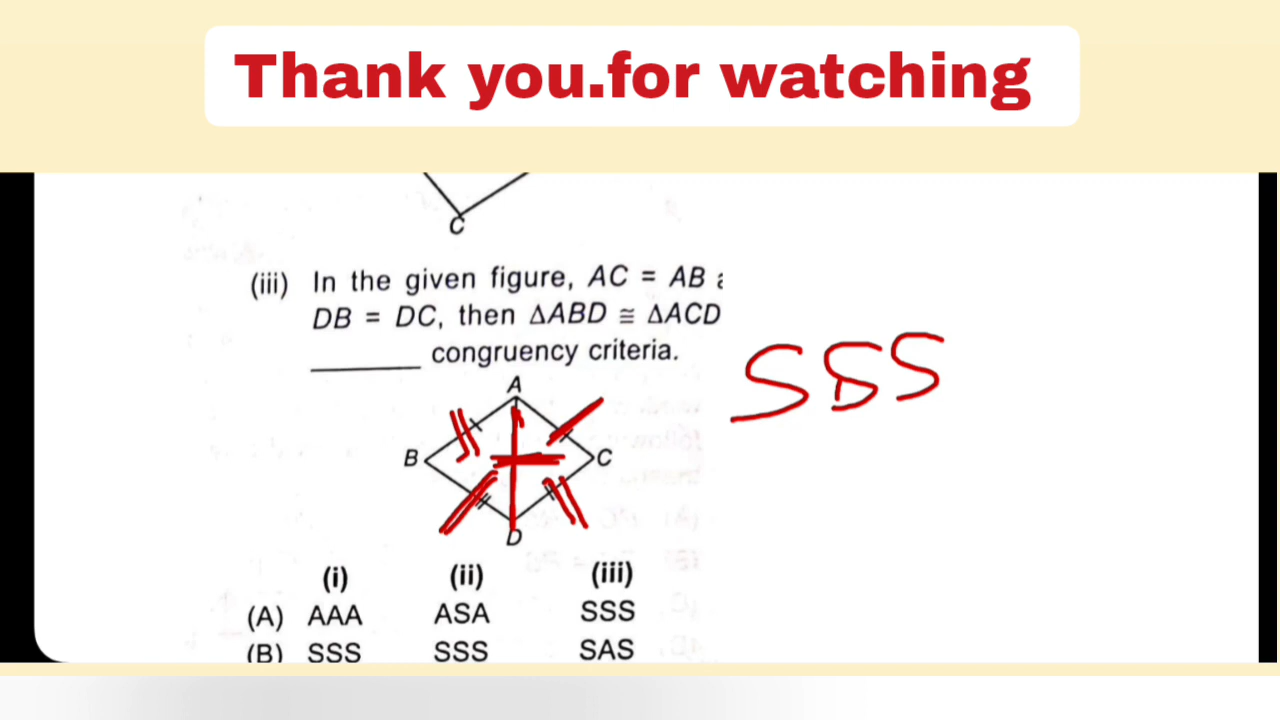 Thank you.for watching
C
(iii) In the given figure, AC = AB
DB = DC, then ΔABD ≅ ΔACD
________ congruency criteria.
SSS
A
B
C
D
(i) (ii) (iii)
(A) AAA ASA SSS
(B) SSS SSS SAS